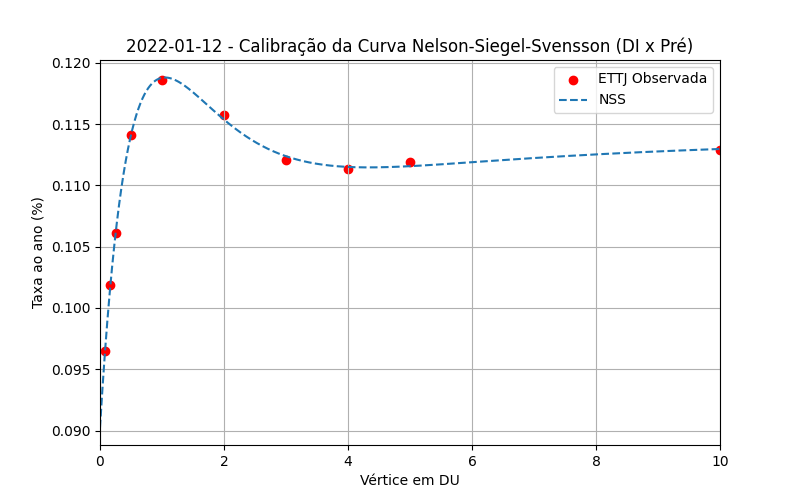 2022-01-12 - Calibração da Curva Nelson-Siegel-Svensson (DI x Pré)
ETTJ Observada
NSS
Taxa ao ano (%)
0.120
0.115
0.110
0.105
0.100
0.095
0.090
0 2 4 6 8 10
Vértice em DU